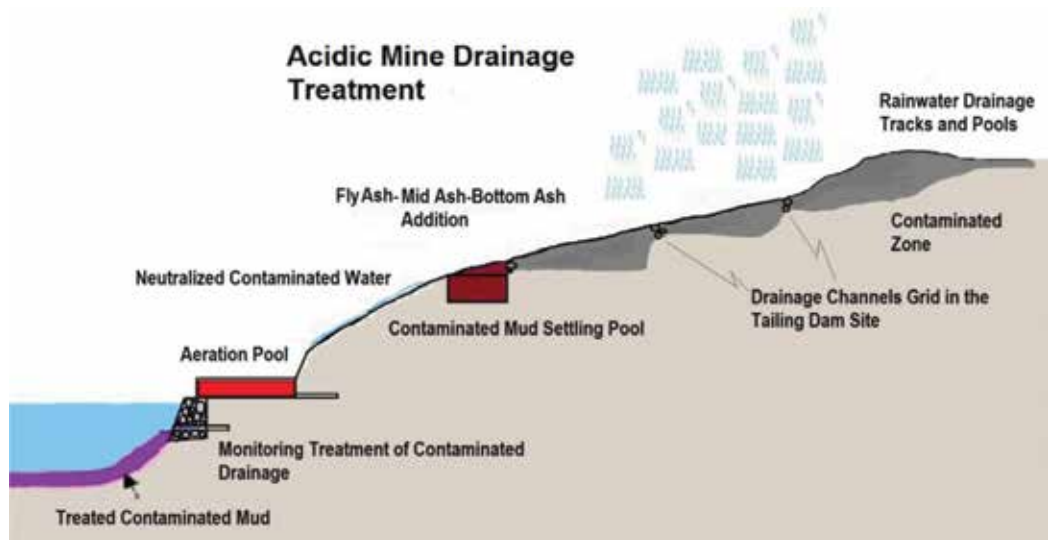 Acidic Mine Drainage
Treatment
Rainwater Drainage
Tracks and Pools
Fly Ash- Mid Ash-Bottom Ash
Addition
Contaminated
Zone
Neutralized Contaminated Water
Drainage Channels Grid in the
Tailing Dam Site
Contaminated Mud Settling Pool
Aeration Pool
Monitoring Treatment of Contaminated
Drainage
Treated Contaminated Mud